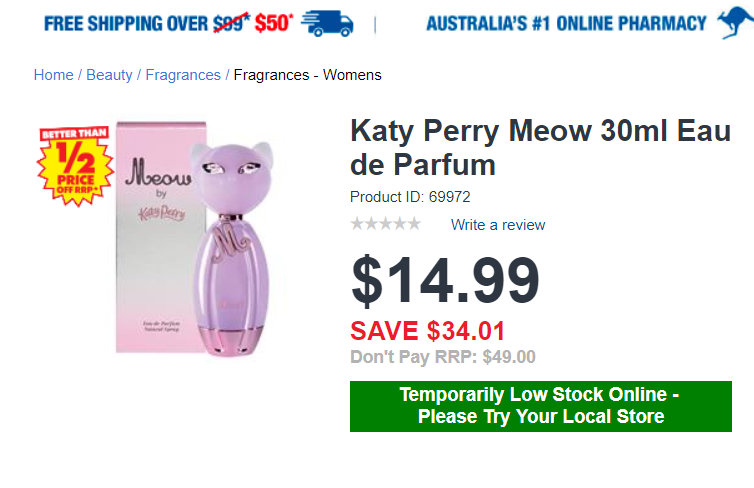 FREE SHIPPING OVER $99* $50*
AUSTRALIA'S #1 ONLINE PHARMACY
Home / Beauty / Fragrances / Fragrances - Womens
BETTER THAN
1/2
PRICE
OFF RRP*
Meow
by
Katy Perry
Eau de Parfum
Natural Spray
M
Katy Perry Meow 30ml Eau
de Parfum
Product ID: 69972
Write a review
$14.99
SAVE $34.01
Don't Pay RRP: $49.00
Temporarily Low Stock Online -
Please Try Your Local Store